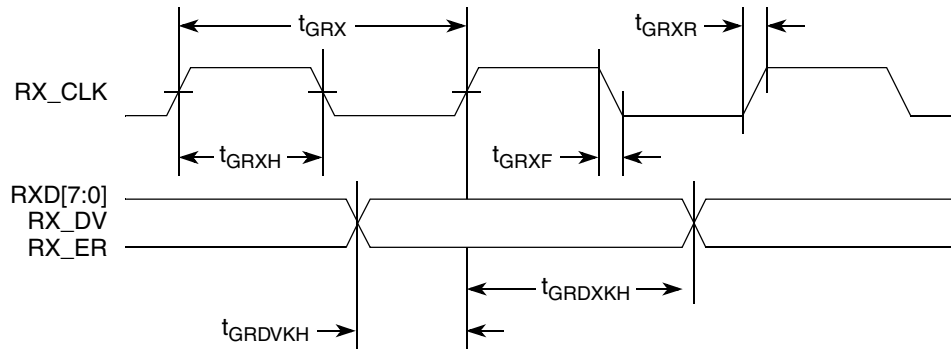 tGRX
tGRXR
RX_CLK
tGRXH
tGRXF
RXD[7:0]
RX_DV
RX_ER
tGRDXKH
tGRDVKH